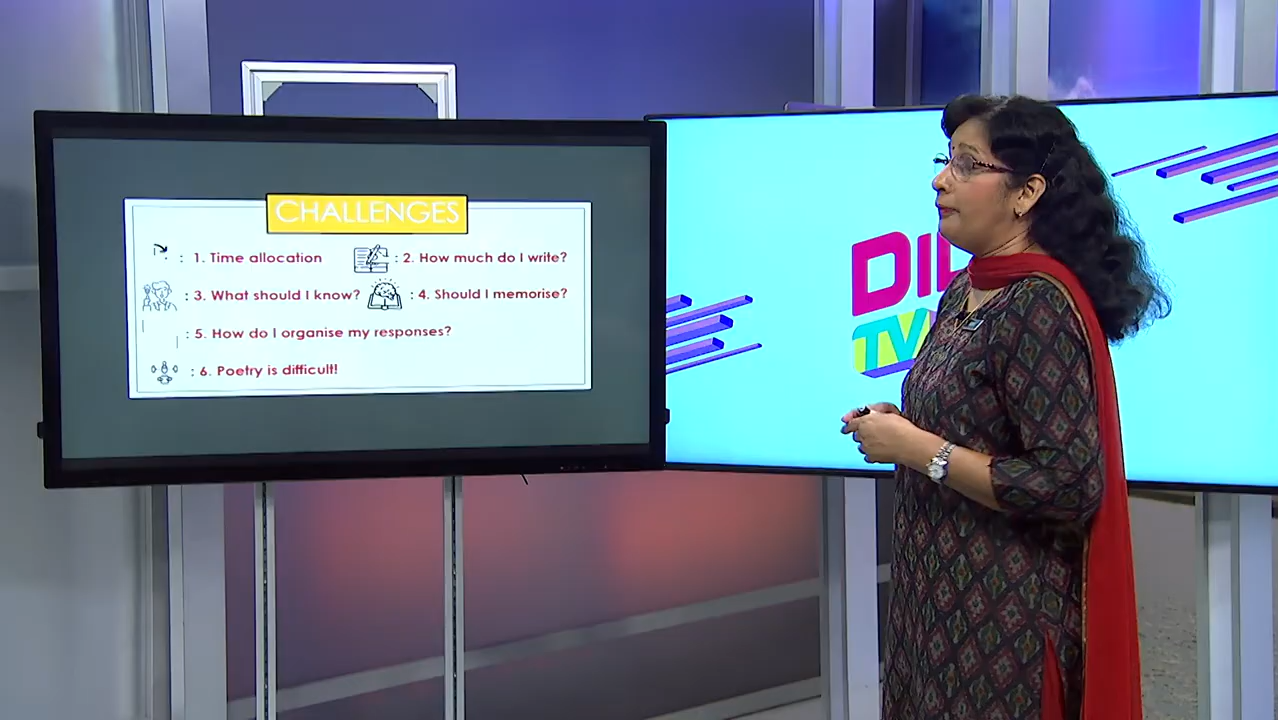 CHALLENGES
: 1. Time allocation
: 2. How much do I write?
: 3. What should I know?
: 4. Should I memorise?
: 5. How do I organise my responses?
: 6. Poetry is difficult!
DI
TV